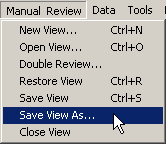 Manual Review Data Tools
New View... Ctrl+N
Open View... Ctrl+O
Double Review...
Restore View Ctrl+R
Save View Ctrl+S
Save View As...
Close View